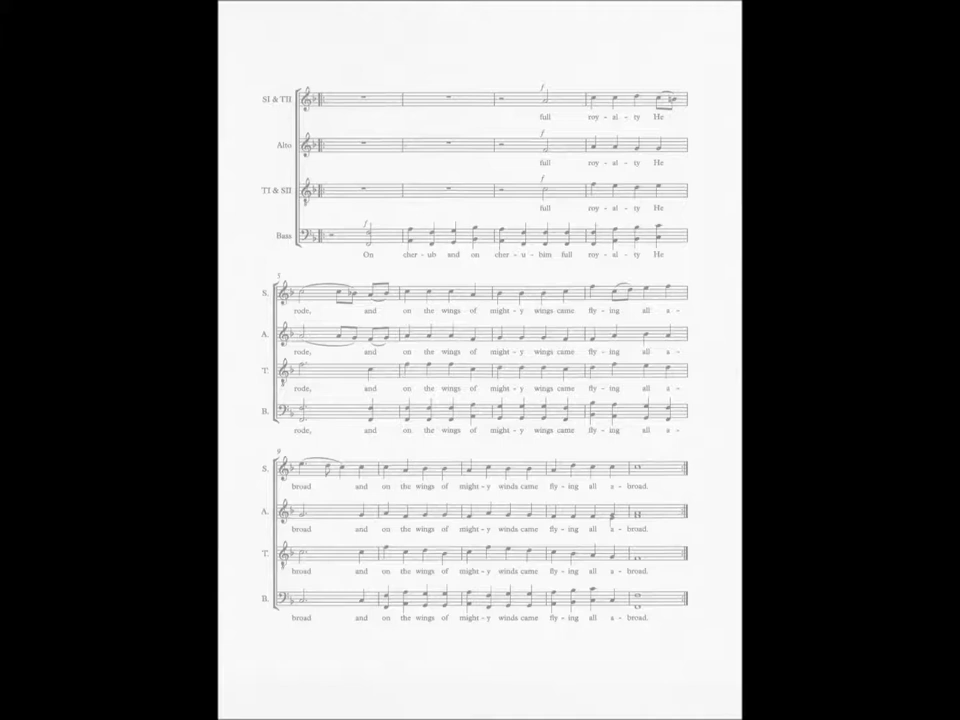 SI & TII
f
full roy - al - ty He
Alto
f
full roy - al - ty He
TI & SII
f
full roy - al - ty He
Bass
f
On cher - ub and on cher - u - bim full roy - al - ty He
5
S.
rode, and on the wings of might - y wings came fly - ing all a -
A.
rode, and on the wings of might - y wings came fly - ing all a -
T.
rode, and on the wings of might - y wings came fly - ing all a -
B.
rode, and on the wings of might - y wings came fly - ing all a -
9
S.
broad and on the wings of might - y winds came fly - ing all a - broad.
A.
broad and on the wings of might - y winds came fly - ing all a - broad.
T.
broad and on the wings of might - y winds came fly - ing all a - broad.
B.
broad and on the wings of might - y winds came fly - ing all a - broad.